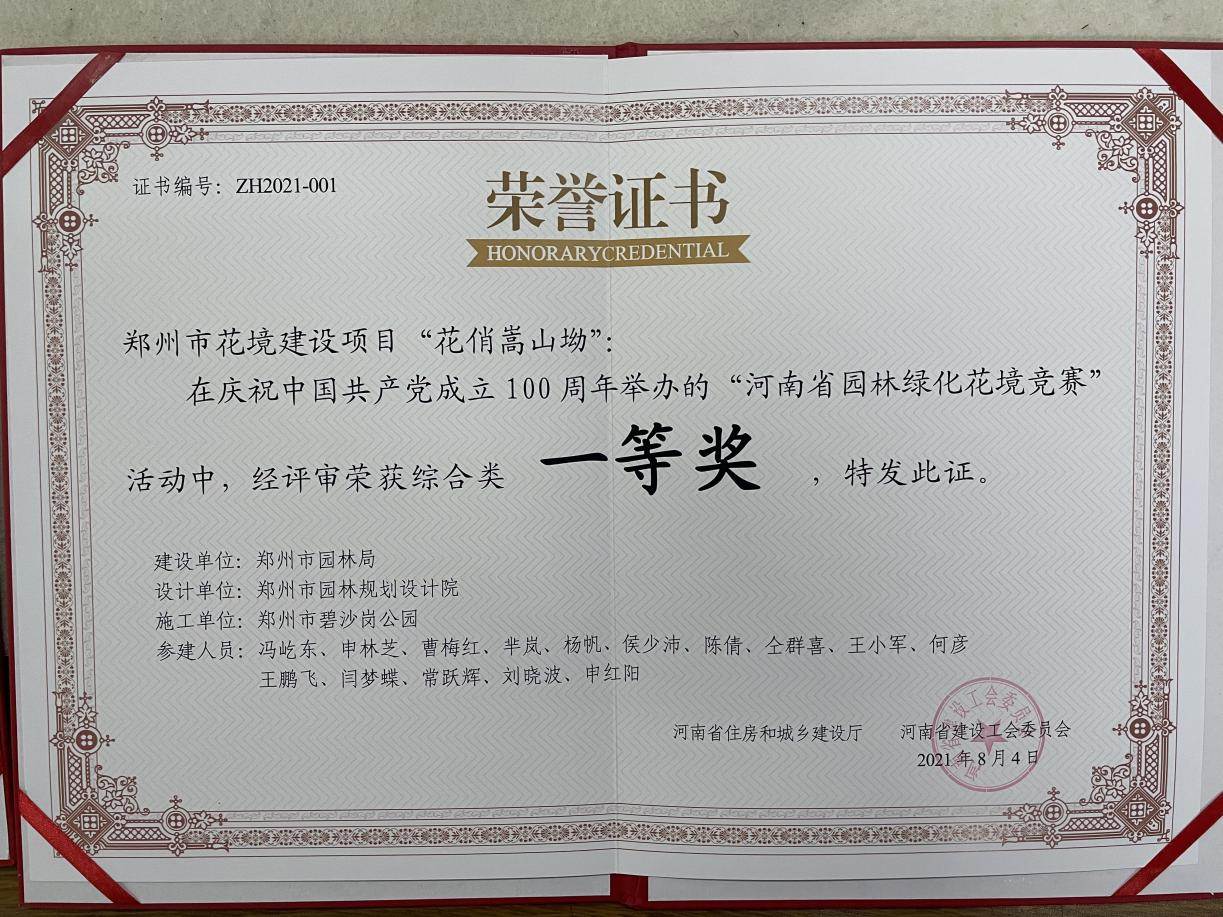 证书编号：ZH2021-001
荣誉证书
HONORARYCREDENTIAL
郑州市花境建设项目“花俏嵩山坳”：
在庆祝中国共产党成立100周年举办的“河南省园林绿化花境竞赛”
活动中，经评审荣获综合类 一等奖 ，特发此证。
建设单位：郑州市园林局
设计单位：郑州市园林规划设计院
施工单位：郑州市碧沙岗公园
参建人员：冯屹东、申林芝、曹梅红、芈岚、杨帆、侯少沛、陈倩、仝群喜、王小军、何彦
王鹏飞、闫梦蝶、常跃辉、刘晓波、申红阳
河南省住房和城乡建设厅 河南省建设工会委员会
2021年8月4日